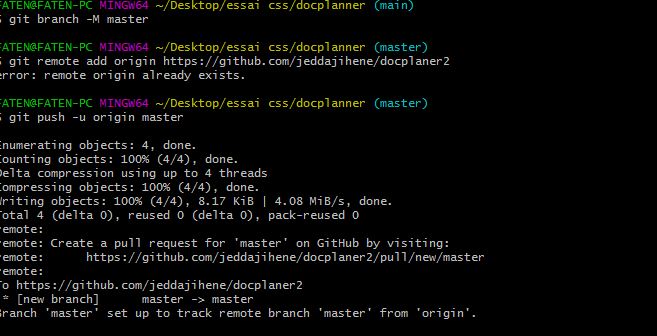 FATEN@FATEN-PC MINGW64 ~/Desktop/essai css/docplanner (main)
$ git branch -M master
FATEN@FATEN-PC MINGW64 ~/Desktop/essai css/docplanner (master)
$ git remote add origin https://github.com/jeddajihene/docplaner2
error: remote origin already exists.
FATEN@FATEN-PC MINGW64 ~/Desktop/essai css/docplanner (master)
$ git push -u origin master
Enumerating objects: 4, done.
Counting objects: 100% (4/4), done.
Delta compression using up to 4 threads
Compressing objects: 100% (4/4), done.
Writing objects: 100% (4/4), 8.17 KiB | 4.08 MiB/s, done.
Total 4 (delta 0), reused 0 (delta 0), pack-reused 0
remote:
remote: Create a pull request for 'master' on GitHub by visiting:
remote:      https://github.com/jeddajihene/docplaner2/pull/new/master
remote:
To https://github.com/jeddajihene/docplaner2
 * [new branch]      master -> master
Branch 'master' set up to track remote branch 'master' from 'origin'.